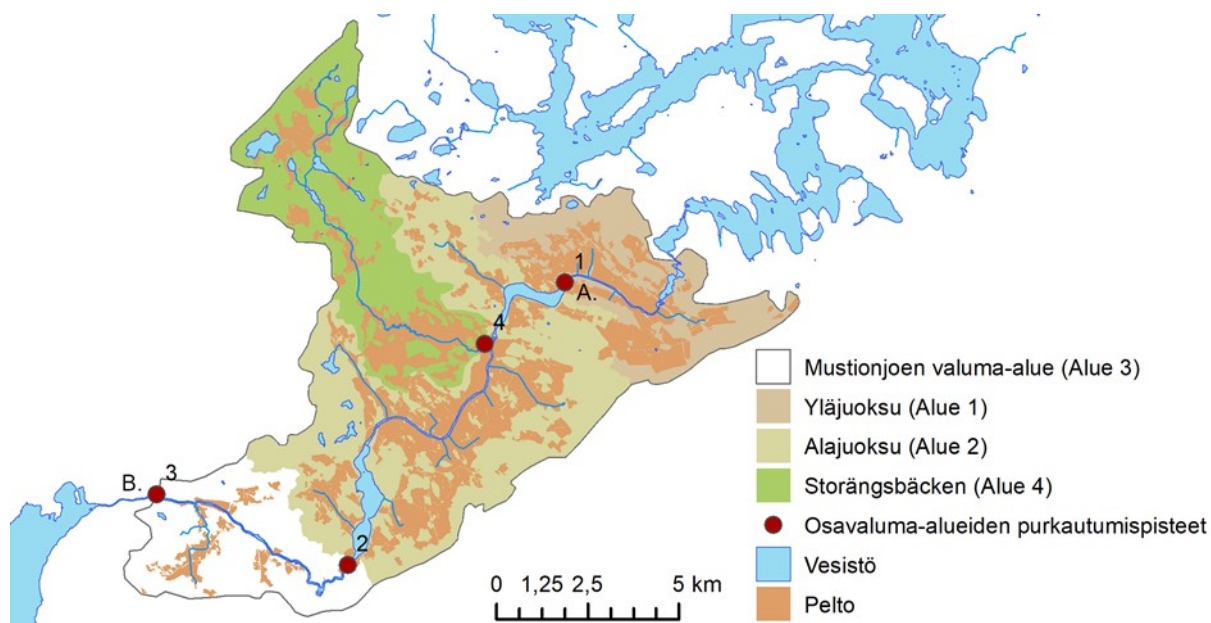 1
A.
4
B.
3
2
0 1,25 2,5 5 km
Mustionjoen valuma-alue (Alue 3)
Yläjuoksu (Alue 1)
Alajuoksu (Alue 2)
Storängsbäcken (Alue 4)
Osavaluma-alueiden purkautumispisteet
Vesistö
Pelto